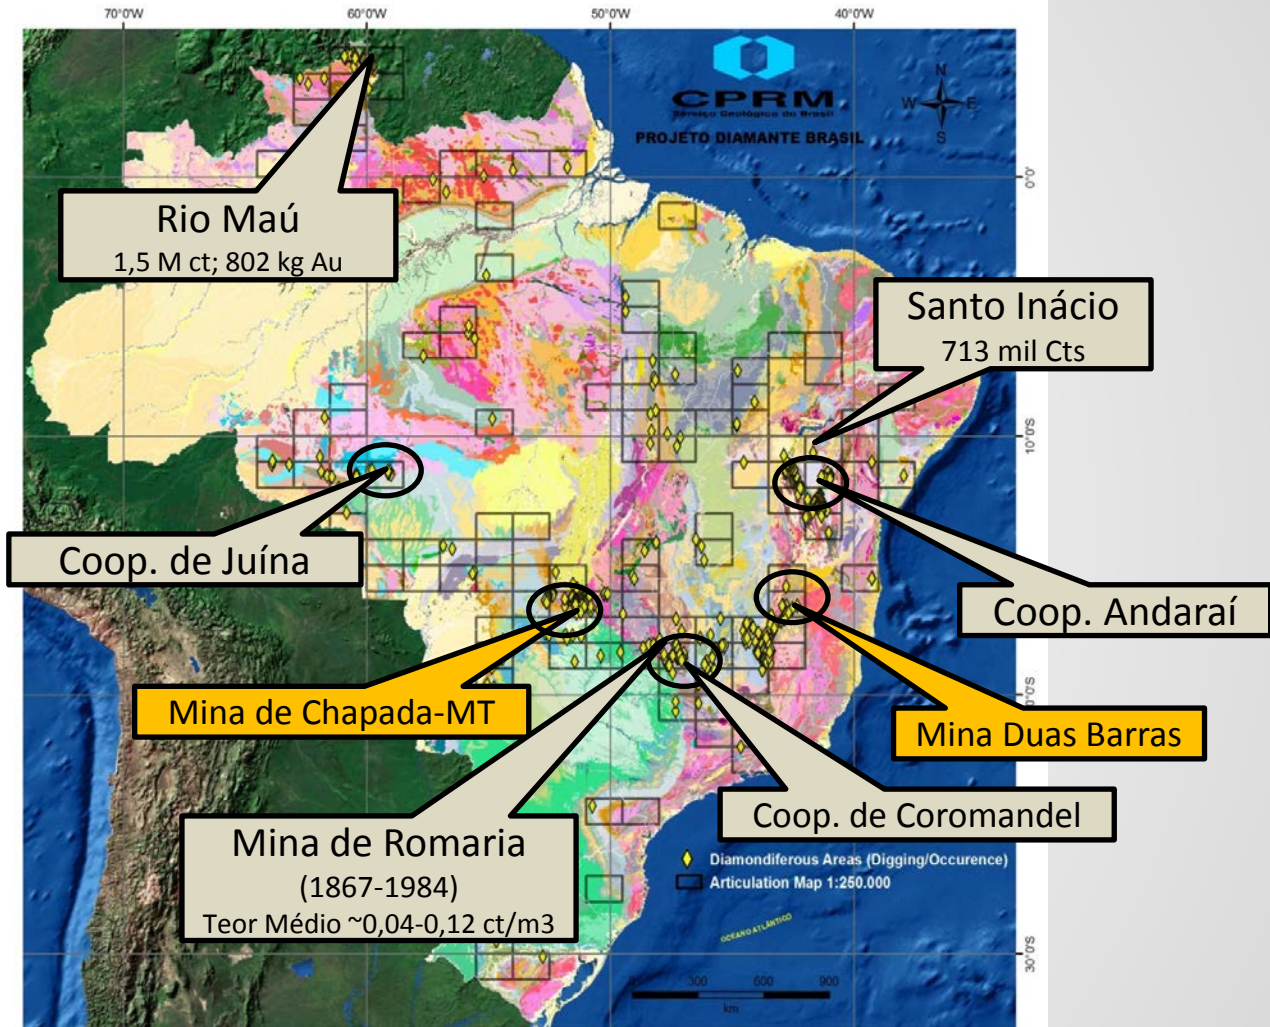 70°0'W 60°0'W 50°0'W 40°0'W
CPRM
Serviço Geológico do Brasil
PROJETO DIAMANTE BRASIL
N
W E
S
0°0'
Rio Maú
1,5 M ct; 802 kg Au
Santo Inácio
713 mil Cts
10°0'S
Coop. de Juína
Coop. Andaraí
Mina de Chapada-MT
0°0'S
Mina Duas Barras
Coop. de Coromandel
Mina de Romaria
(1867-1984)
Teor Médio ~0,04-0,12 ct/m3
Diamondiferous Areas (Digging/Occurence)
Articulation Map 1:250.000
OCEANO ATLÂNTICO
30°0'S
0 300 600 900
km